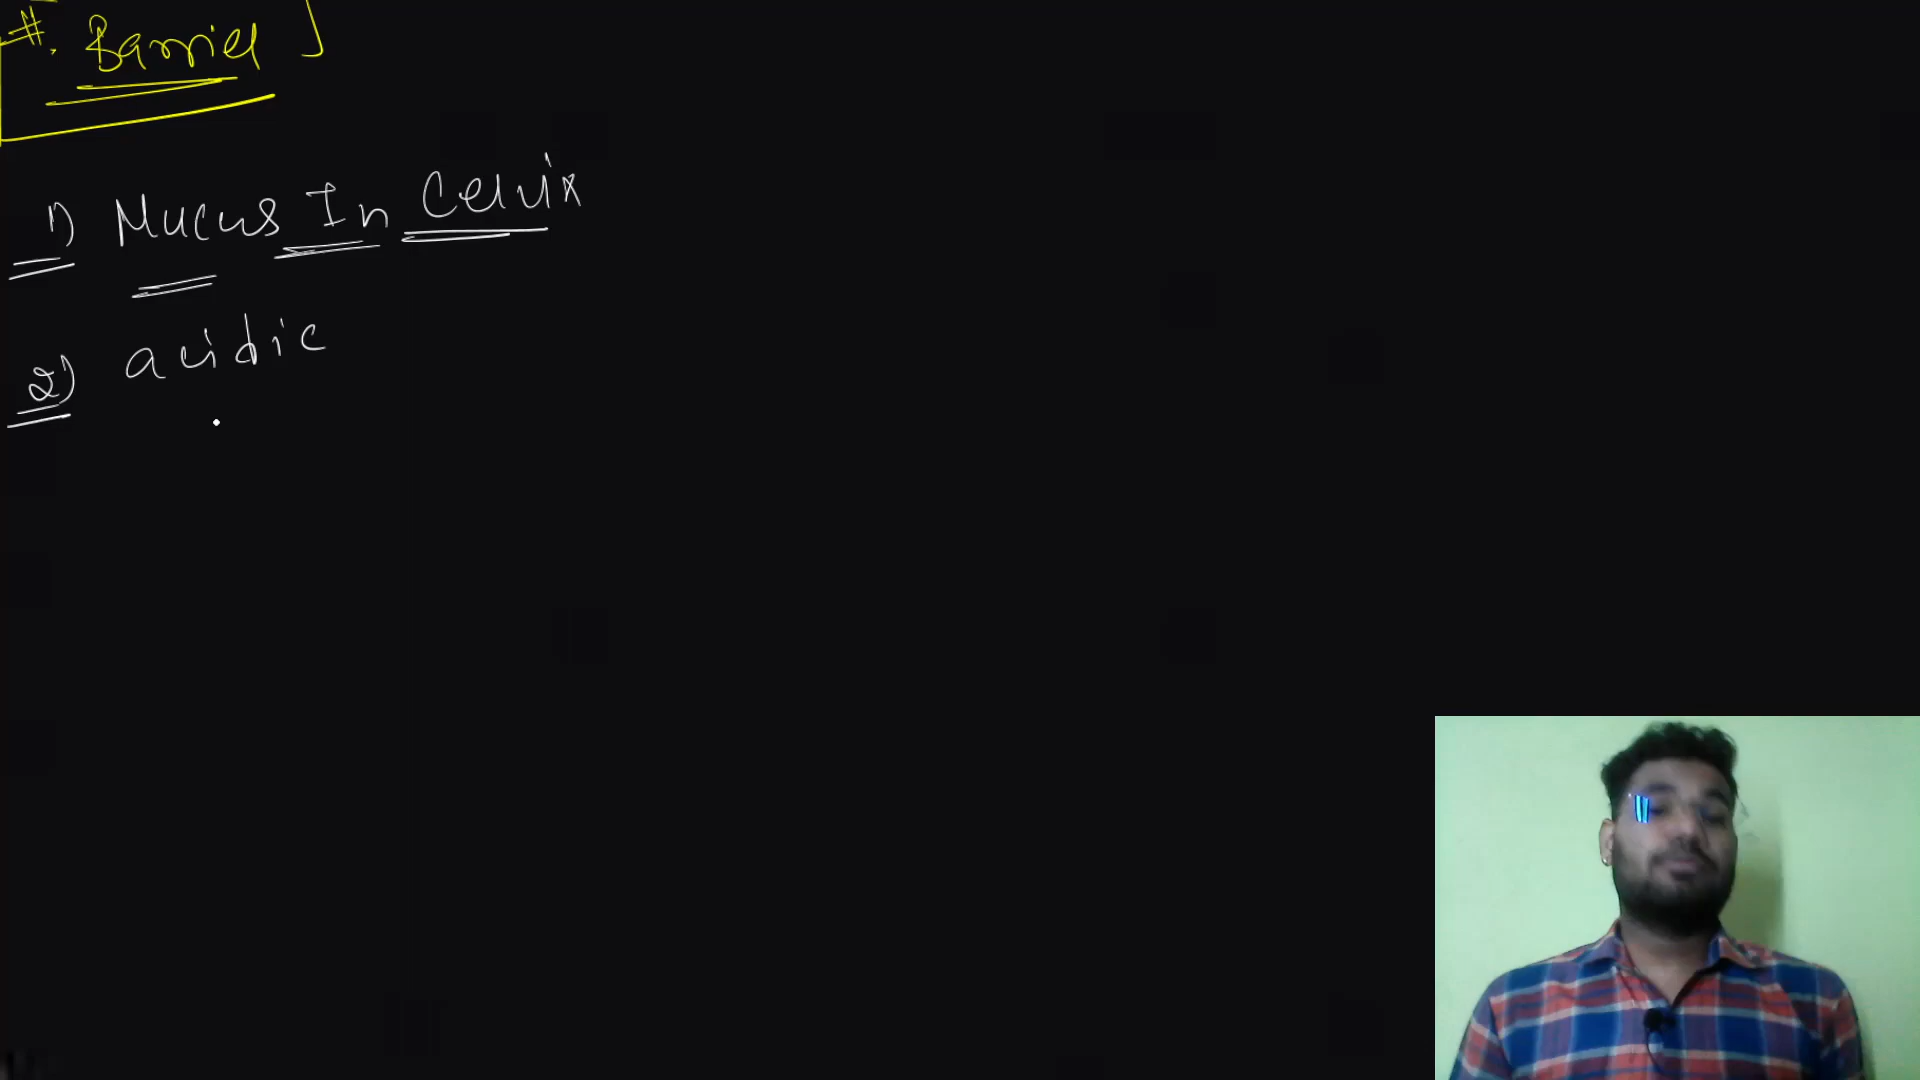 #. Barrier
1) Mucus In Cervix
2) acidic